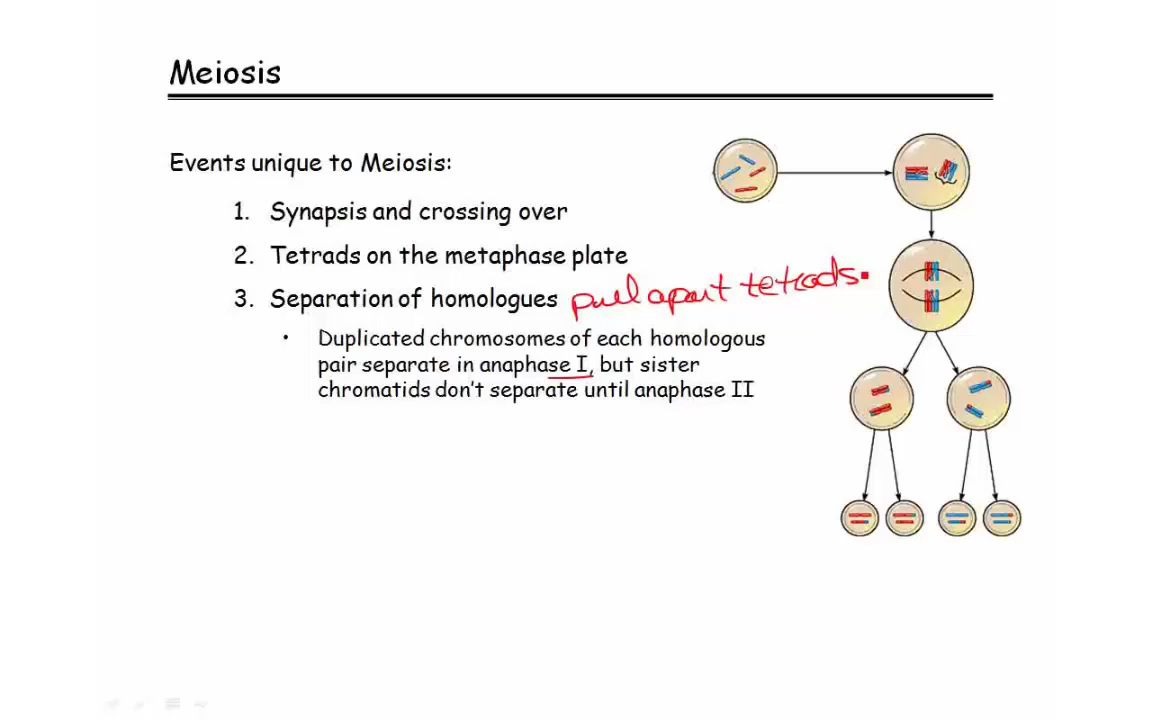 Meiosis
Events unique to Meiosis:
1. Synapsis and crossing over
2. Tetrads on the metaphase plate
3. Separation of homologues pull apart tetrads
• Duplicated chromosomes of each homologous
pair separate in anaphase I, but sister
chromatids don't separate until anaphase II